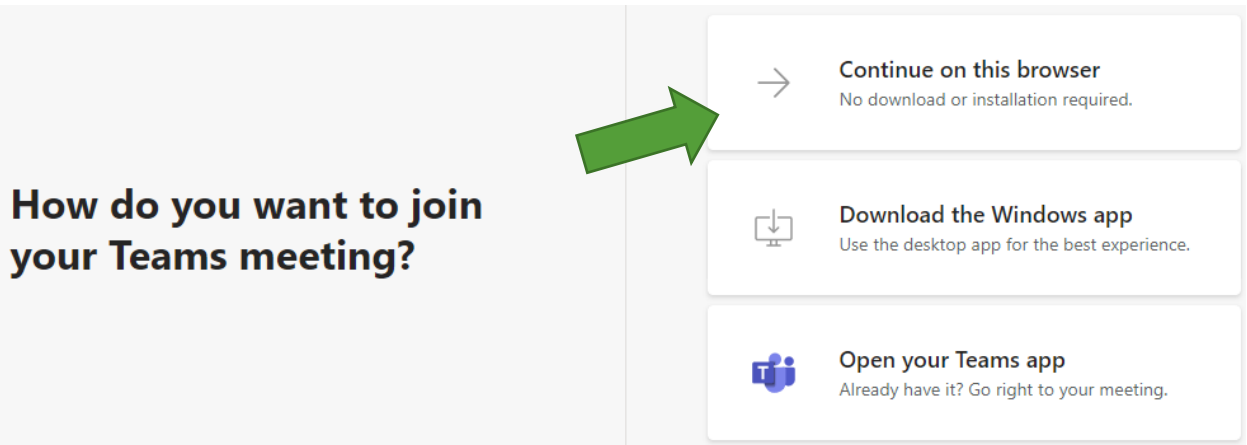 How do you want to join
your Teams meeting?
Continue on this browser
No download or installation required.
Download the Windows app
Use the desktop app for the best experience.
T
Open your Teams app
Already have it? Go right to your meeting.